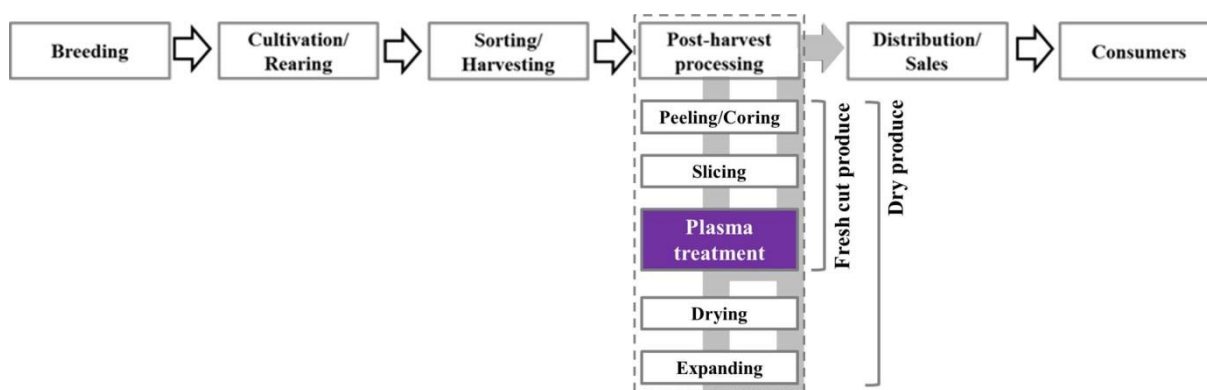 Breeding
Cultivation/
Rearing
Sorting/
Harvesting
Post-harvest
processing
Distribution/
Sales
Consumers
Peeling/Coring
Slicing
Plasma
treatment
Drying
Expanding
Fresh cut produce
Dry produce